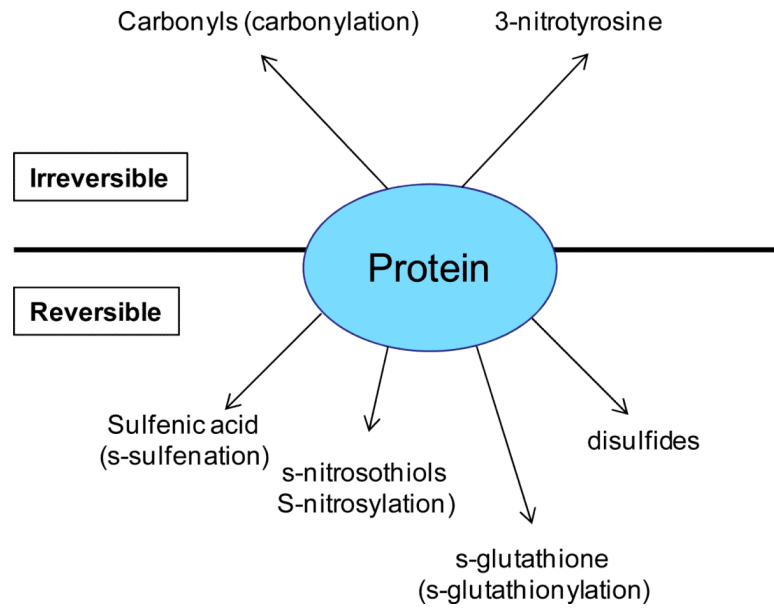 Carbonyls (carbonylation)
3-nitrotyrosine
Irreversible
Protein
Reversible
Sulfenic acid
(s-sulfenation)
s-nitrosothiols
S-nitrosylation)
disulfides
s-glutathione
(s-glutathionylation)